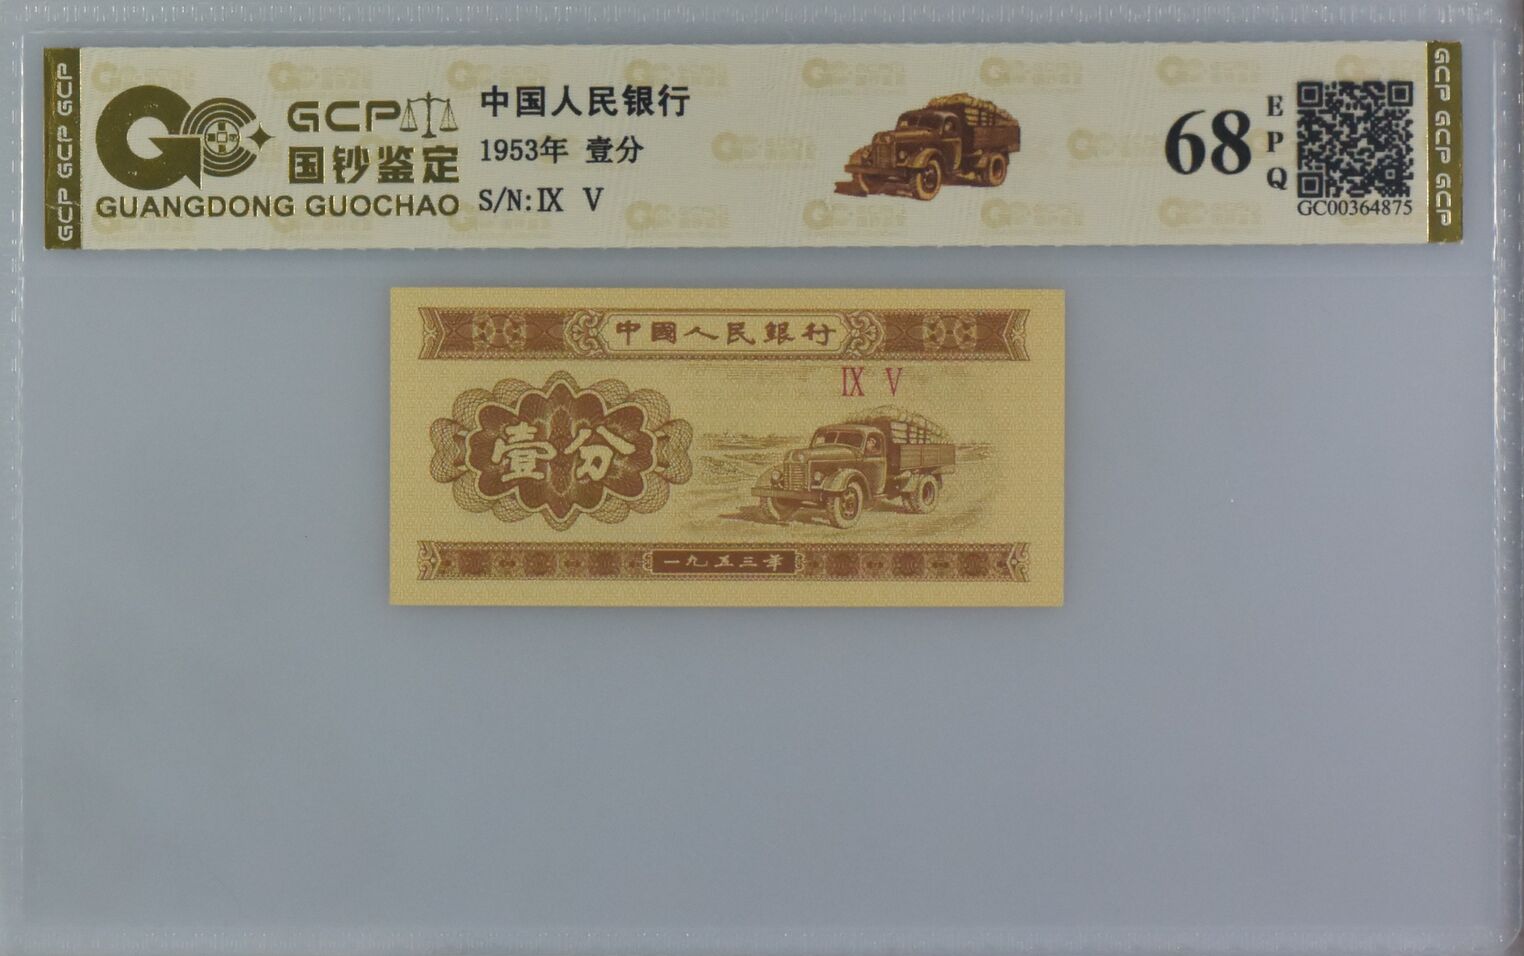 GCP GCP GCP
GCP
国钞鉴定
GUANGDONG GUOCHAO
中国人民银行
1953年 壹分
S/N:Ⅸ Ⅴ
68
EPQ
GC00364875
GCP GCP GCP
中國人民銀行
Ⅸ Ⅴ
壹分
一九五三年